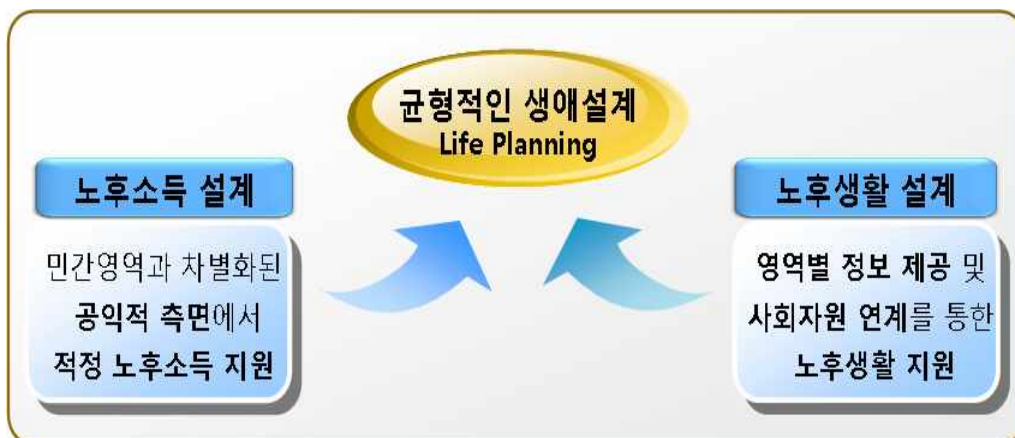 균형적인 생애설계
Life Planning
노후소득 설계
민간영역과 차별화된
공익적 측면에서
적정 노후소득 지원
노후생활 설계
영역별 정보 제공 및
사회자원 연계를 통한
노후생활 지원